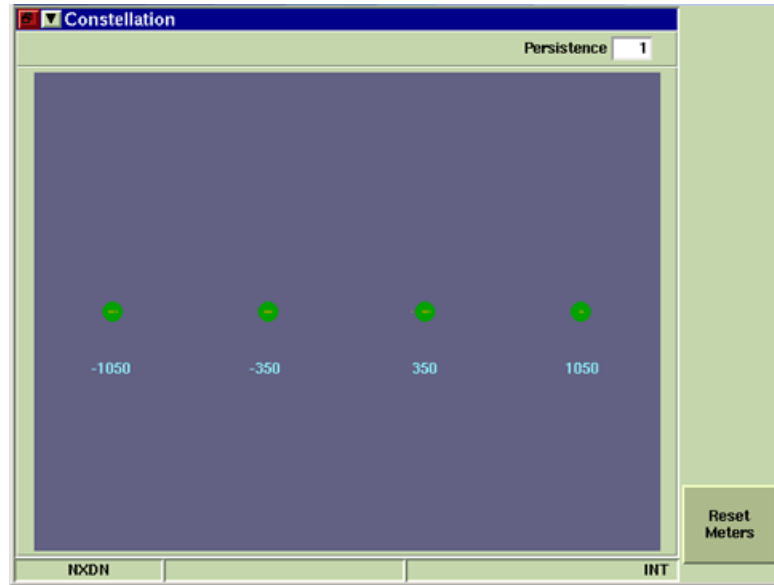 Constellation
Persistence 1
-1050 -350 350 1050
Reset
Meters
NXDN INT